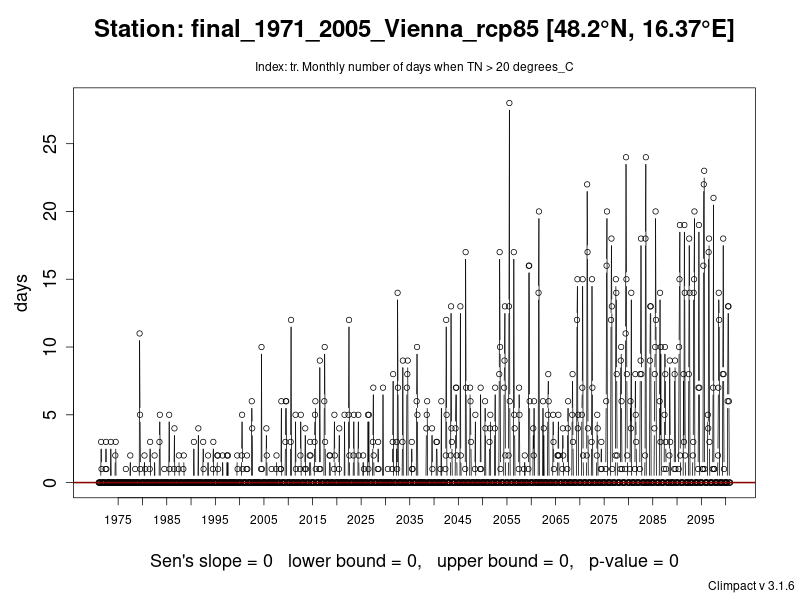 Station: final_1971_2005_Vienna_rcp85 [48.2°N, 16.37°E]
Index: tr. Monthly number of days when TN > 20 degrees_C
days
25
20
15
10
5
0
1975 1985 1995 2005 2015 2025 2035 2045 2055 2065 2075 2085 2095
Sen's slope = 0 lower bound = 0, upper bound = 0, p-value = 0
Climpact v 3.1.6